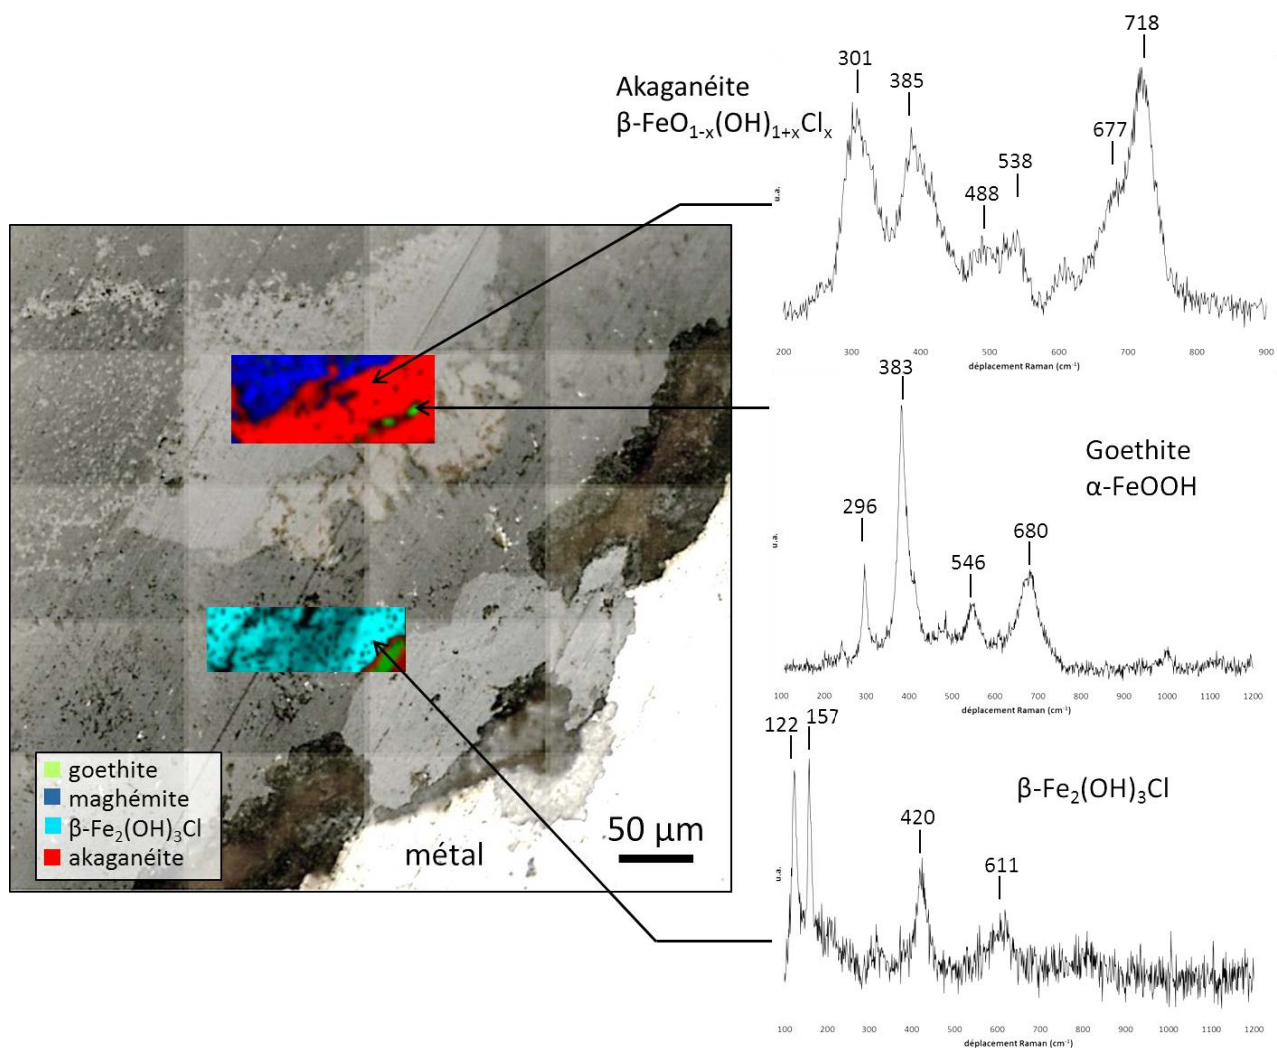 Akaganéite
β-FeO₁₋ₓ(OH)₁₊ₓClₓ
301
385
488
538
677
718
u.a.
200 300 400 500 600 700 800 900
déplacement Raman (cm⁻¹)
383
296
546
680
Goethite
α-FeOOH
u.a.
100 200 300 400 500 600 700 800 900 1000 1100 1200
déplacement Raman (cm⁻¹)
122
157
420
611
β-Fe₂(OH)₃Cl
u.a.
100 200 300 400 500 600 700 800 900 1000 1100 1200
déplacement Raman (cm⁻¹)
goethite
maghémite
β-Fe₂(OH)₃Cl
akaganéite
métal
50 µm